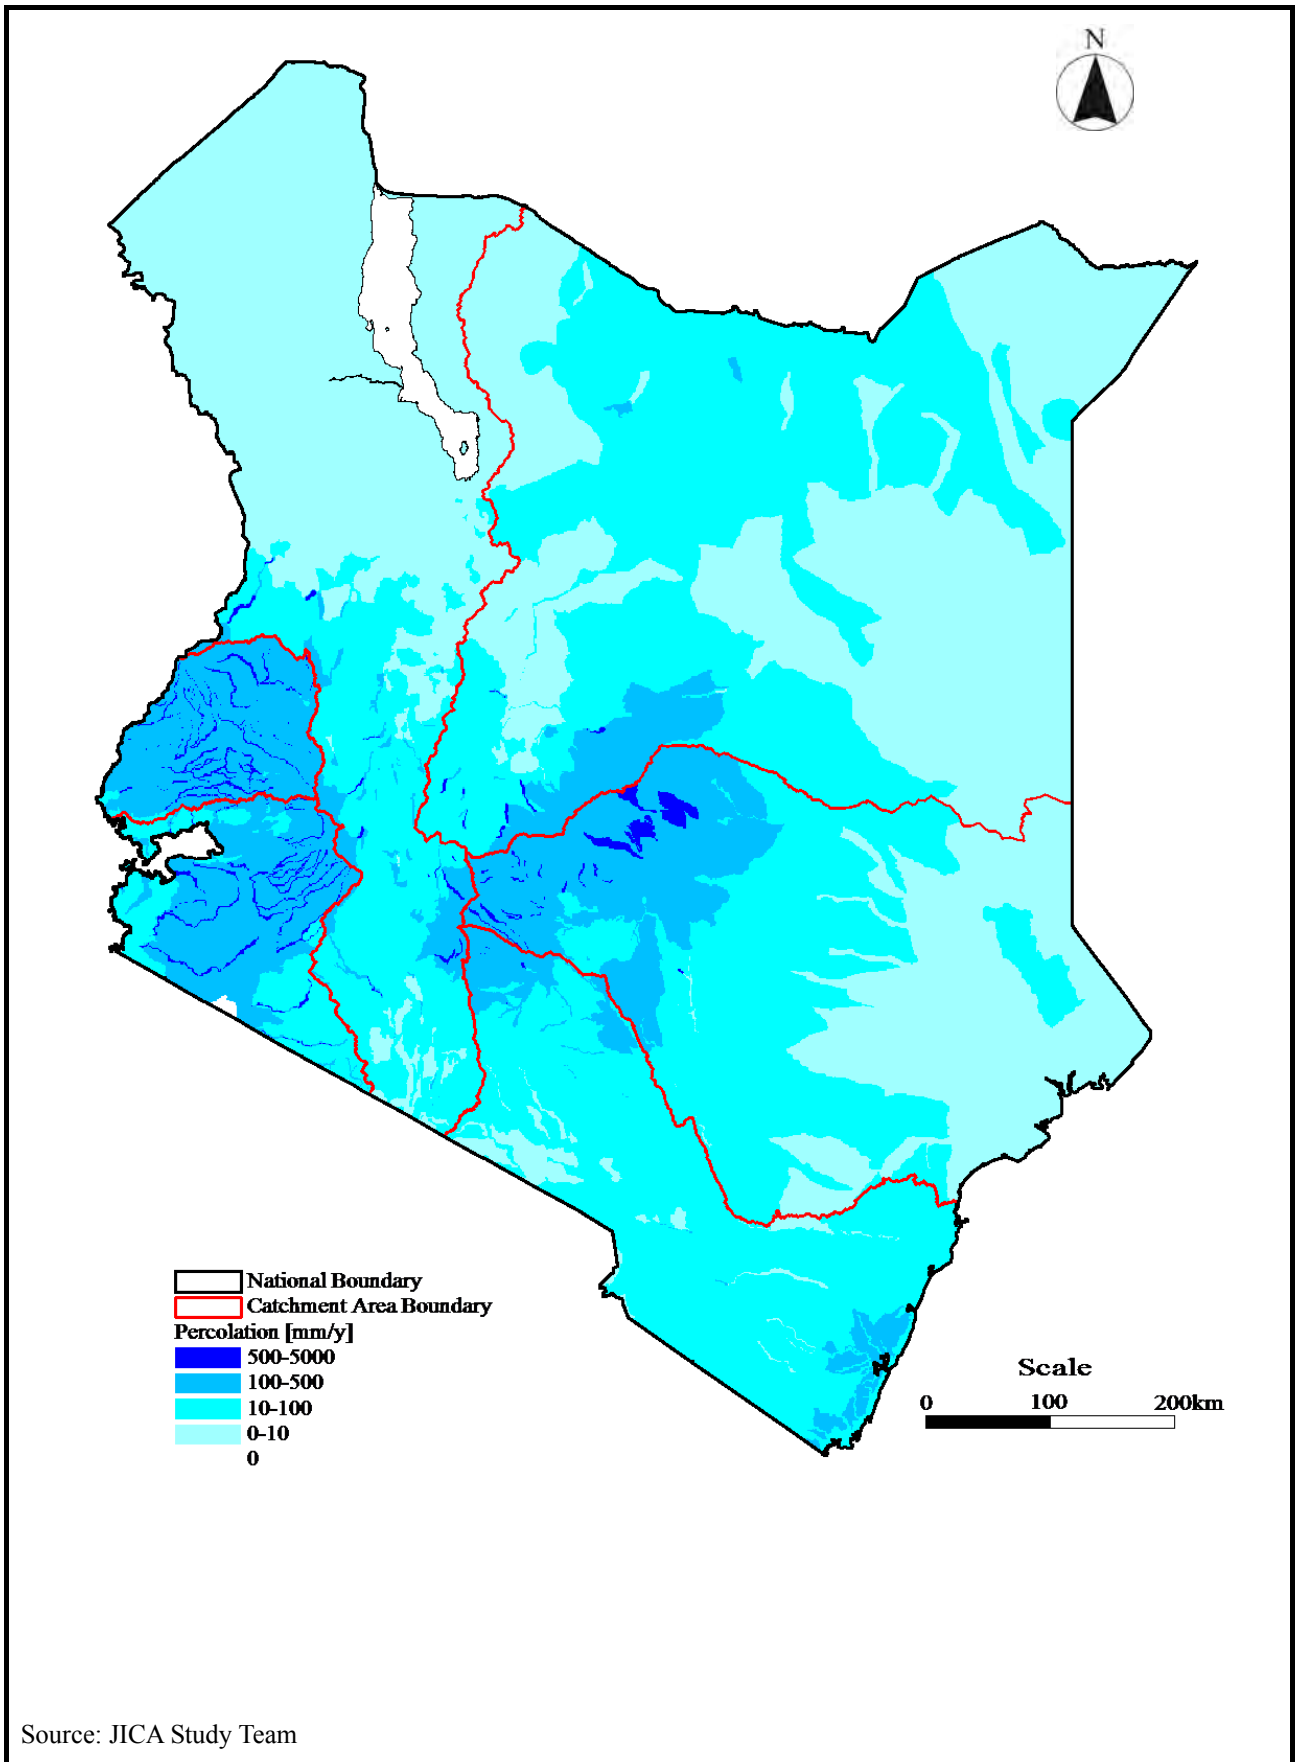 N
National Boundary
Catchment Area Boundary
Percolation [mm/y]
500-5000
100-500
10-100
0-10
0
Scale
0 100 200km
Source: JICA Study Team